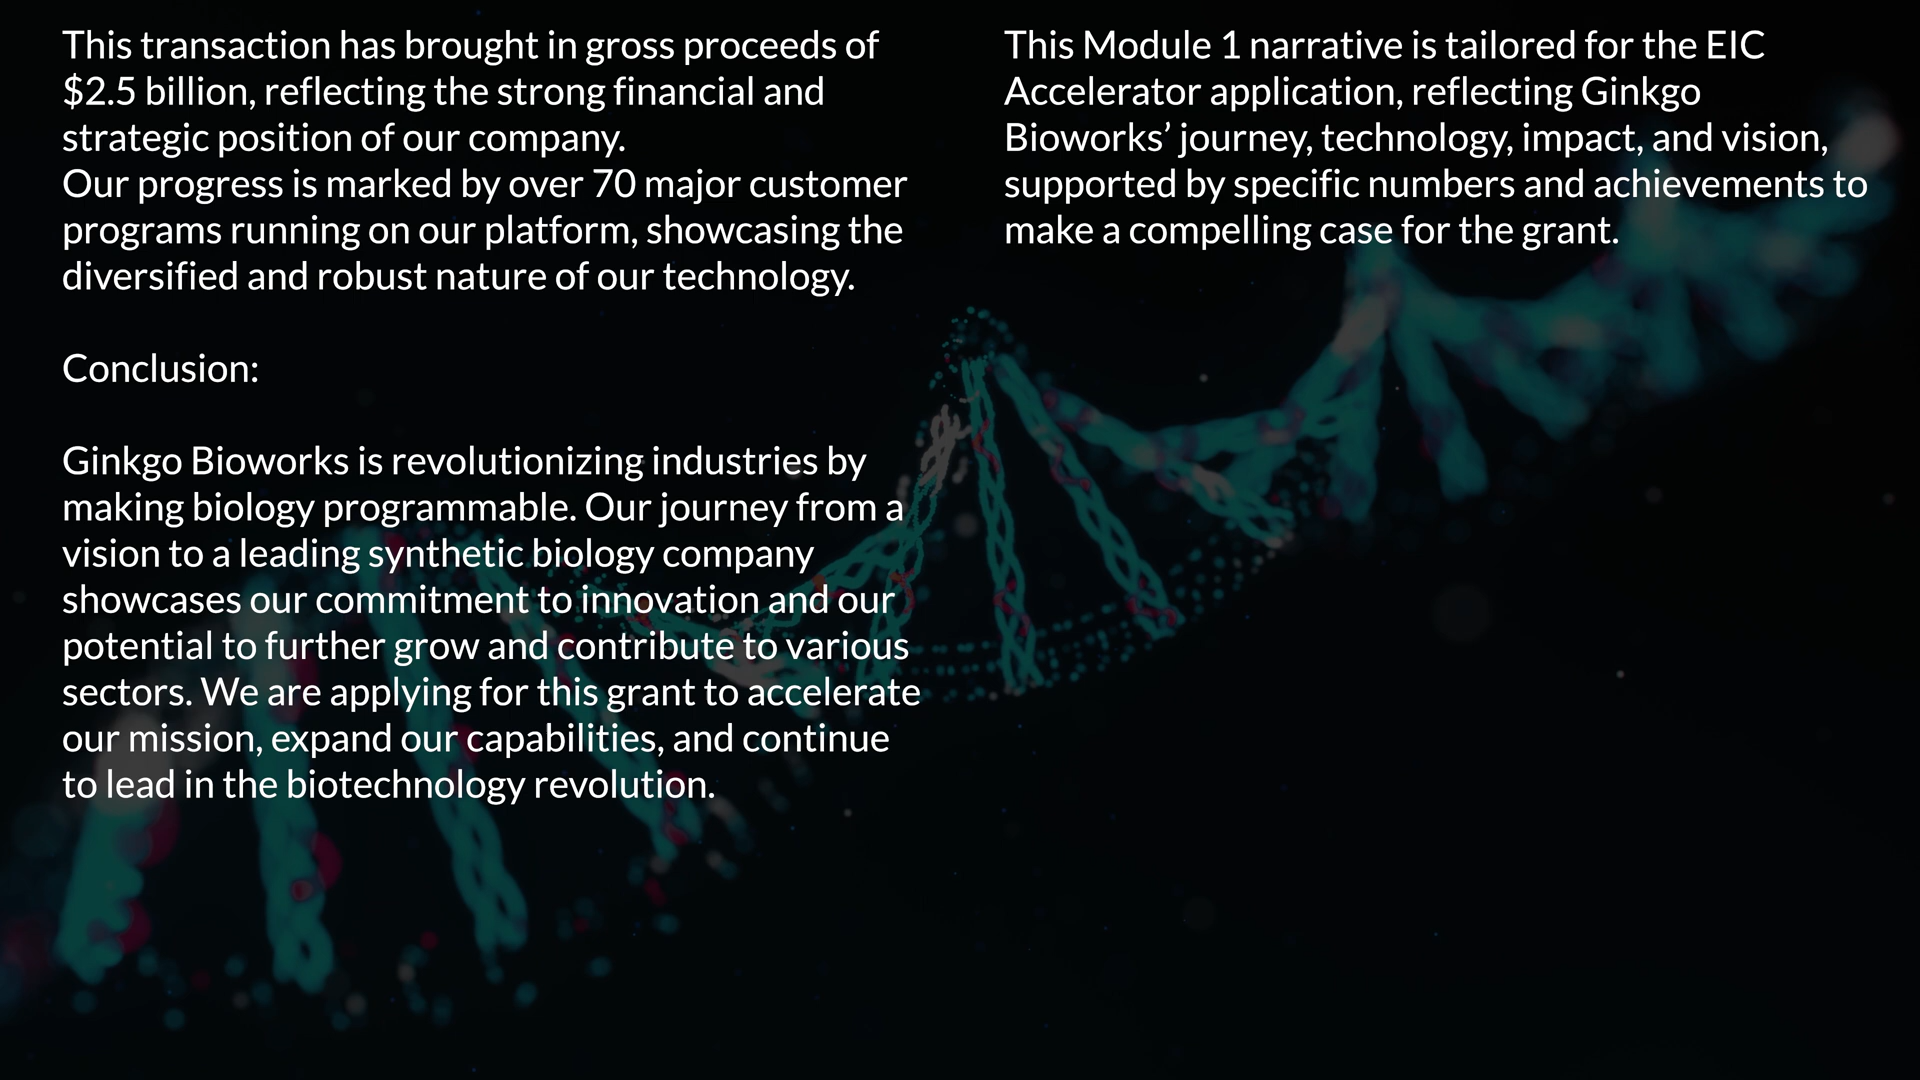 This transaction has brought in gross proceeds of
$2.5 billion, reflecting the strong financial and
strategic position of our company.
Our progress is marked by over 70 major customer
programs running on our platform, showcasing the
diversified and robust nature of our technology.
Conclusion:
Ginkgo Bioworks is revolutionizing industries by
making biology programmable. Our journey from a
vision to a leading synthetic biology company
showcases our commitment to innovation and our
potential to further grow and contribute to various
sectors. We are applying for this grant to accelerate
our mission, expand our capabilities, and continue
to lead in the biotechnology revolution.
This Module 1 narrative is tailored for the EIC
Accelerator application, reflecting Ginkgo
Bioworks’ journey, technology, impact, and vision,
supported by specific numbers and achievements to
make a compelling case for the grant.